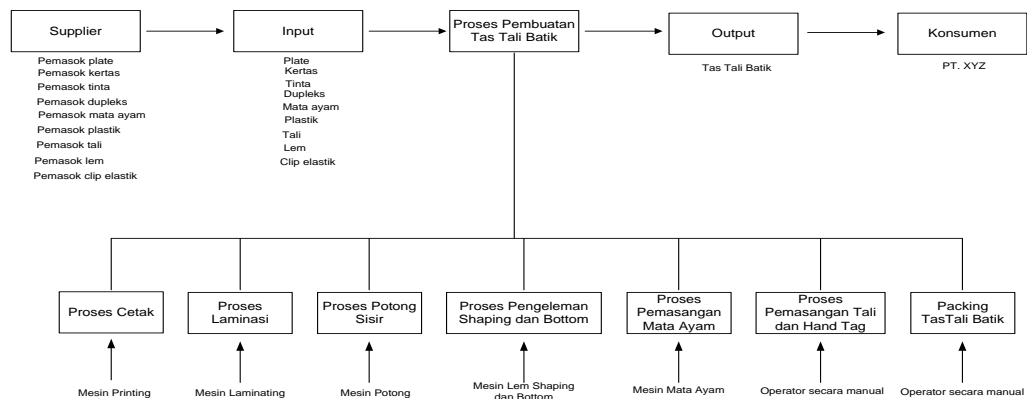 Supplier
Input
Proses Pembuatan
Tas Tali Batik
Output
Konsumen
Pemasok plate
Pemasok kertas
Pemasok tinta
Pemasok dupleks
Pemasok mata ayam
Pemasok plastik
Pemasok tali
Pemasok lem
Pemasok clip elastik
Plate
Kertas
Tinta
Dupleks
Mata ayam
Plastik
Tali
Lem
Clip elastik
Tas Tali Batik
PT. XYZ
Proses Cetak
Proses
Laminasi
Proses Potong
Sisir
Proses Pengeleman
Shaping dan Bottom
Proses
Pemasangan
Mata Ayam
Proses
Pemasangan Tali
dan Hand Tag
Packing
TasTali Batik
Mesin Printing
Mesin Laminating
Mesin Potong
Mesin Lem Shaping
dan Bottom
Mesin Mata Ayam
Operator secara manual
Operator secara manual